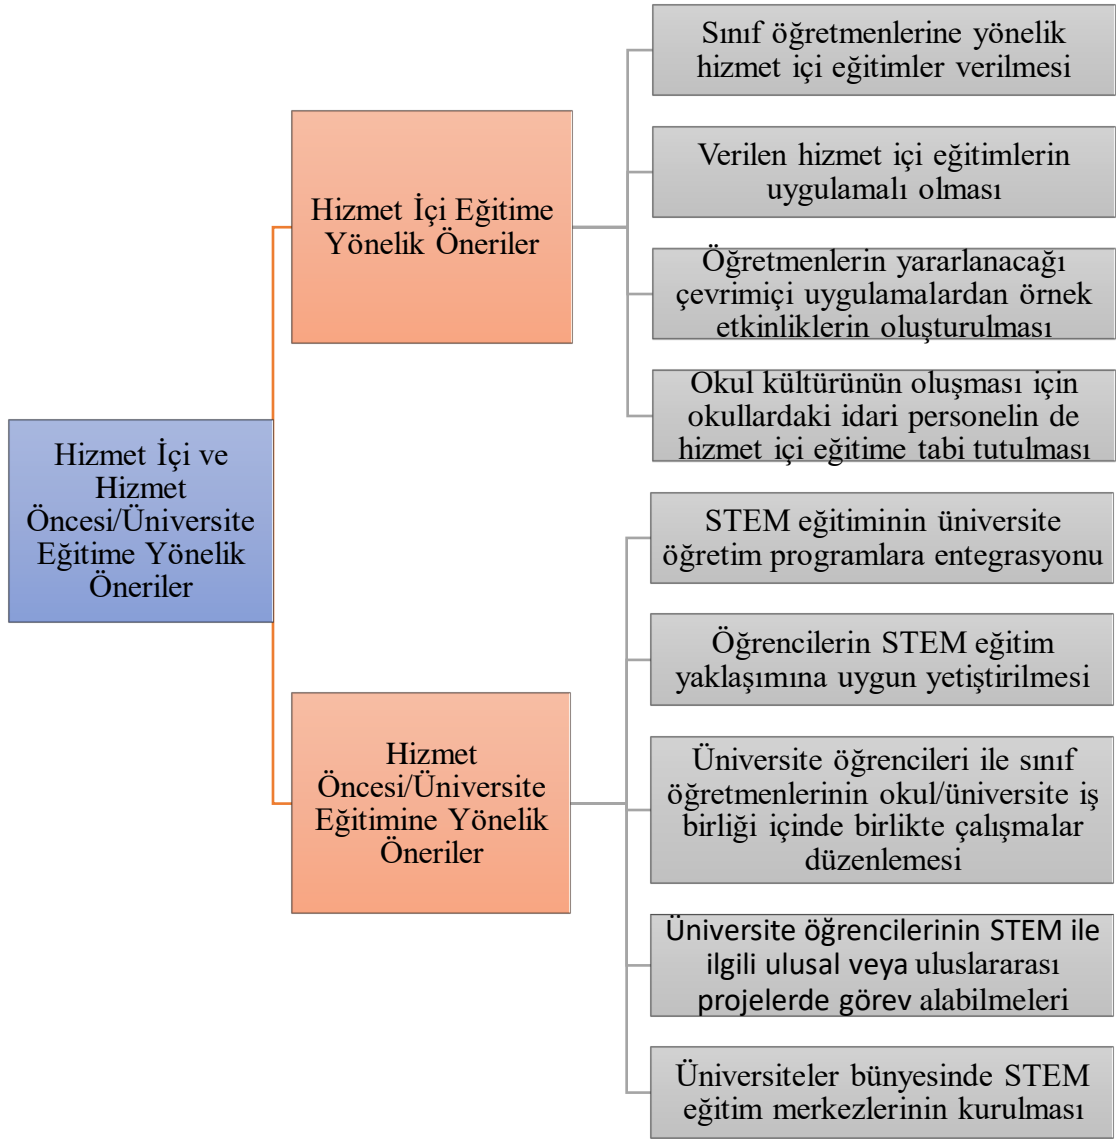 Hizmet İçi ve
Hizmet
Öncesi/Üniversite
Eğitime Yönelik
Öneriler
Hizmet İçi Eğitime
Yönelik Öneriler
Sınıf öğretmenlerine yönelik
hizmet içi eğitimler verilmesi
Verilen hizmet içi eğitimlerin
uygulamalı olması
Öğretmenlerin yararlanacağı
çevrimiçi uygulamalardan örnek
etkinliklerin oluşturulması
Okul kültürünün oluşması için
okullardaki idari personelin de
hizmet içi eğitime tabi tutulması
Hizmet
Öncesi/Üniversite
Eğitimine Yönelik
Öneriler
STEM eğitiminin üniversite
öğretim programlara entegrasyonu
Öğrencilerin STEM eğitim
yaklaşımına uygun yetiştirilmesi
Üniversite öğrencileri ile sınıf
öğretmenlerinin okul/üniversite iş
birliği içinde birlikte çalışmalar
düzenlemesi
Üniversite öğrencilerinin STEM ile
ilgili ulusal veya uluslararası
projelerde görev alabilmeleri
Üniversiteler bünyesinde STEM
eğitim merkezlerinin kurulması